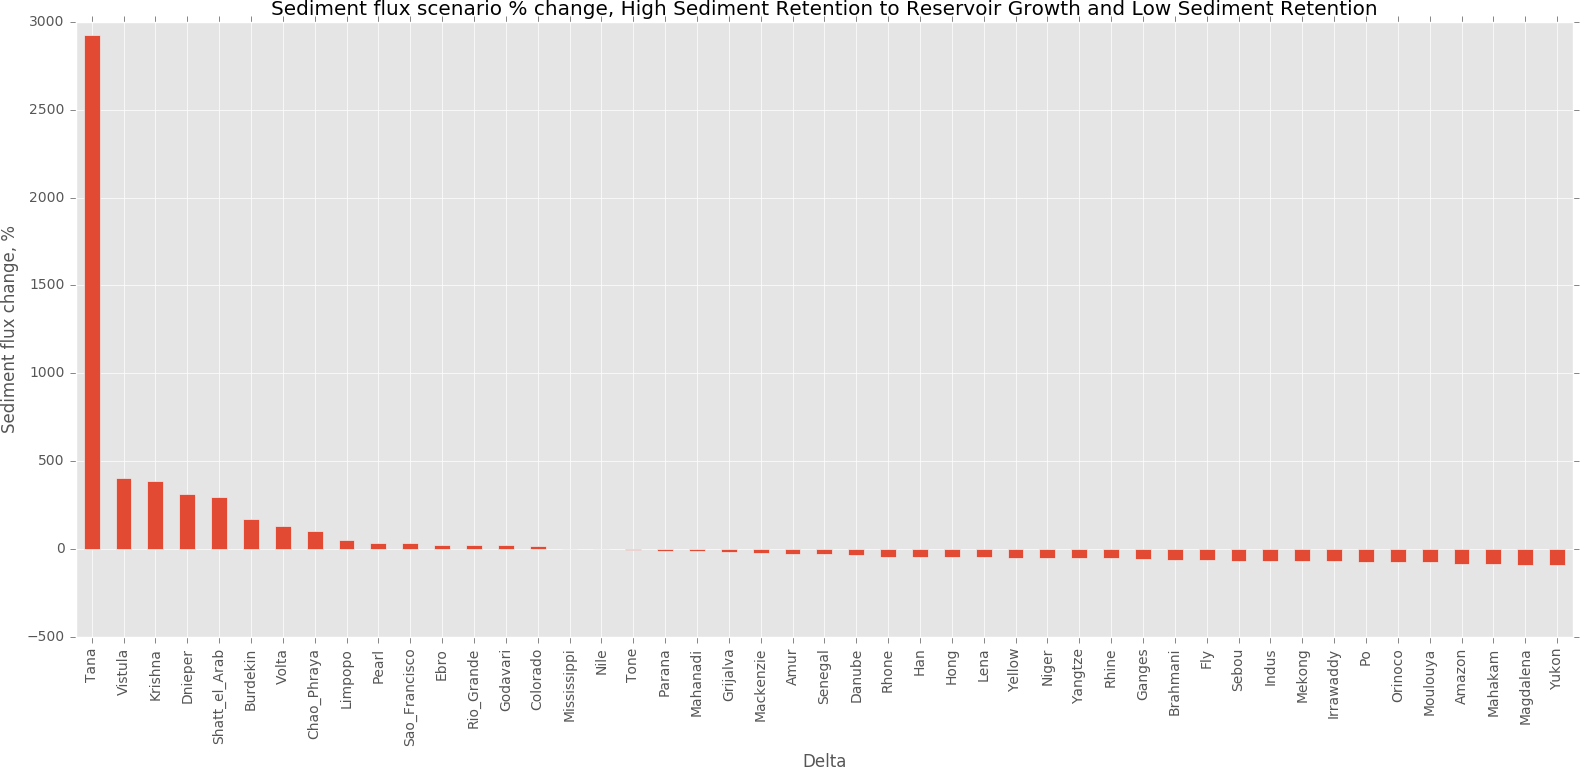 Sediment flux scenario % change, High Sediment Retention to Reservoir Growth and Low Sediment Retention
3000
2500
2000
1500
1000
500
0
−500
Sediment flux change, %
Tana
Vistula
Krishna
Dnieper
Shatt_el_Arab
Burdekin
Volta
Chao_Phraya
Limpopo
Pearl
Sao_Francisco
Ebro
Rio_Grande
Godavari
Colorado
Mississippi
Nile
Tone
Parana
Mahanadi
Grijalva
Mackenzie
Amur
Senegal
Danube
Rhone
Han
Hong
Lena
Yellow
Niger
Yangtze
Rhine
Ganges
Brahmani
Fly
Sebou
Indus
Mekong
Irrawaddy
Po
Orinoco
Moulouya
Amazon
Mahakam
Magdalena
Yukon
Delta